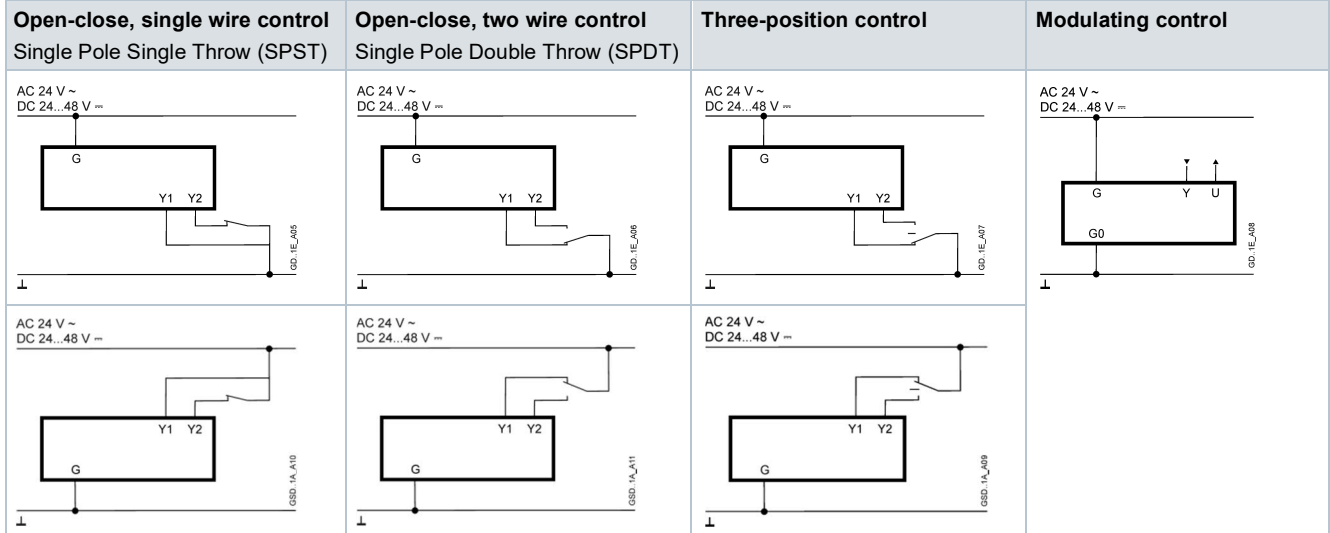 Open-close, single wire control
Single Pole Single Throw (SPST)
Open-close, two wire control
Single Pole Double Throw (SPDT)
Three-position control
Modulating control
AC 24 V ~
DC 24...48 V ⎓
G
Y1 Y2
GD..1E_A05
⊥
AC 24 V ~
DC 24...48 V ⎓
G
Y1 Y2
GD..1E_A06
⊥
AC 24 V ~
DC 24...48 V ⎓
G
Y1 Y2
GD..1E_A07
⊥
AC 24 V ~
DC 24...48 V ⎓
G Y U
G0
GD..1E_A08
⊥
AC 24 V ~
DC 24...48 V ⎓
Y1 Y2
G
GSD..1A_A10
⊥
AC 24 V ~
DC 24...48 V ⎓
Y1 Y2
G
GSD..1A_A11
⊥
AC 24 V ~
DC 24...48 V ⎓
Y1 Y2
G
GSD..1A_A09
⊥